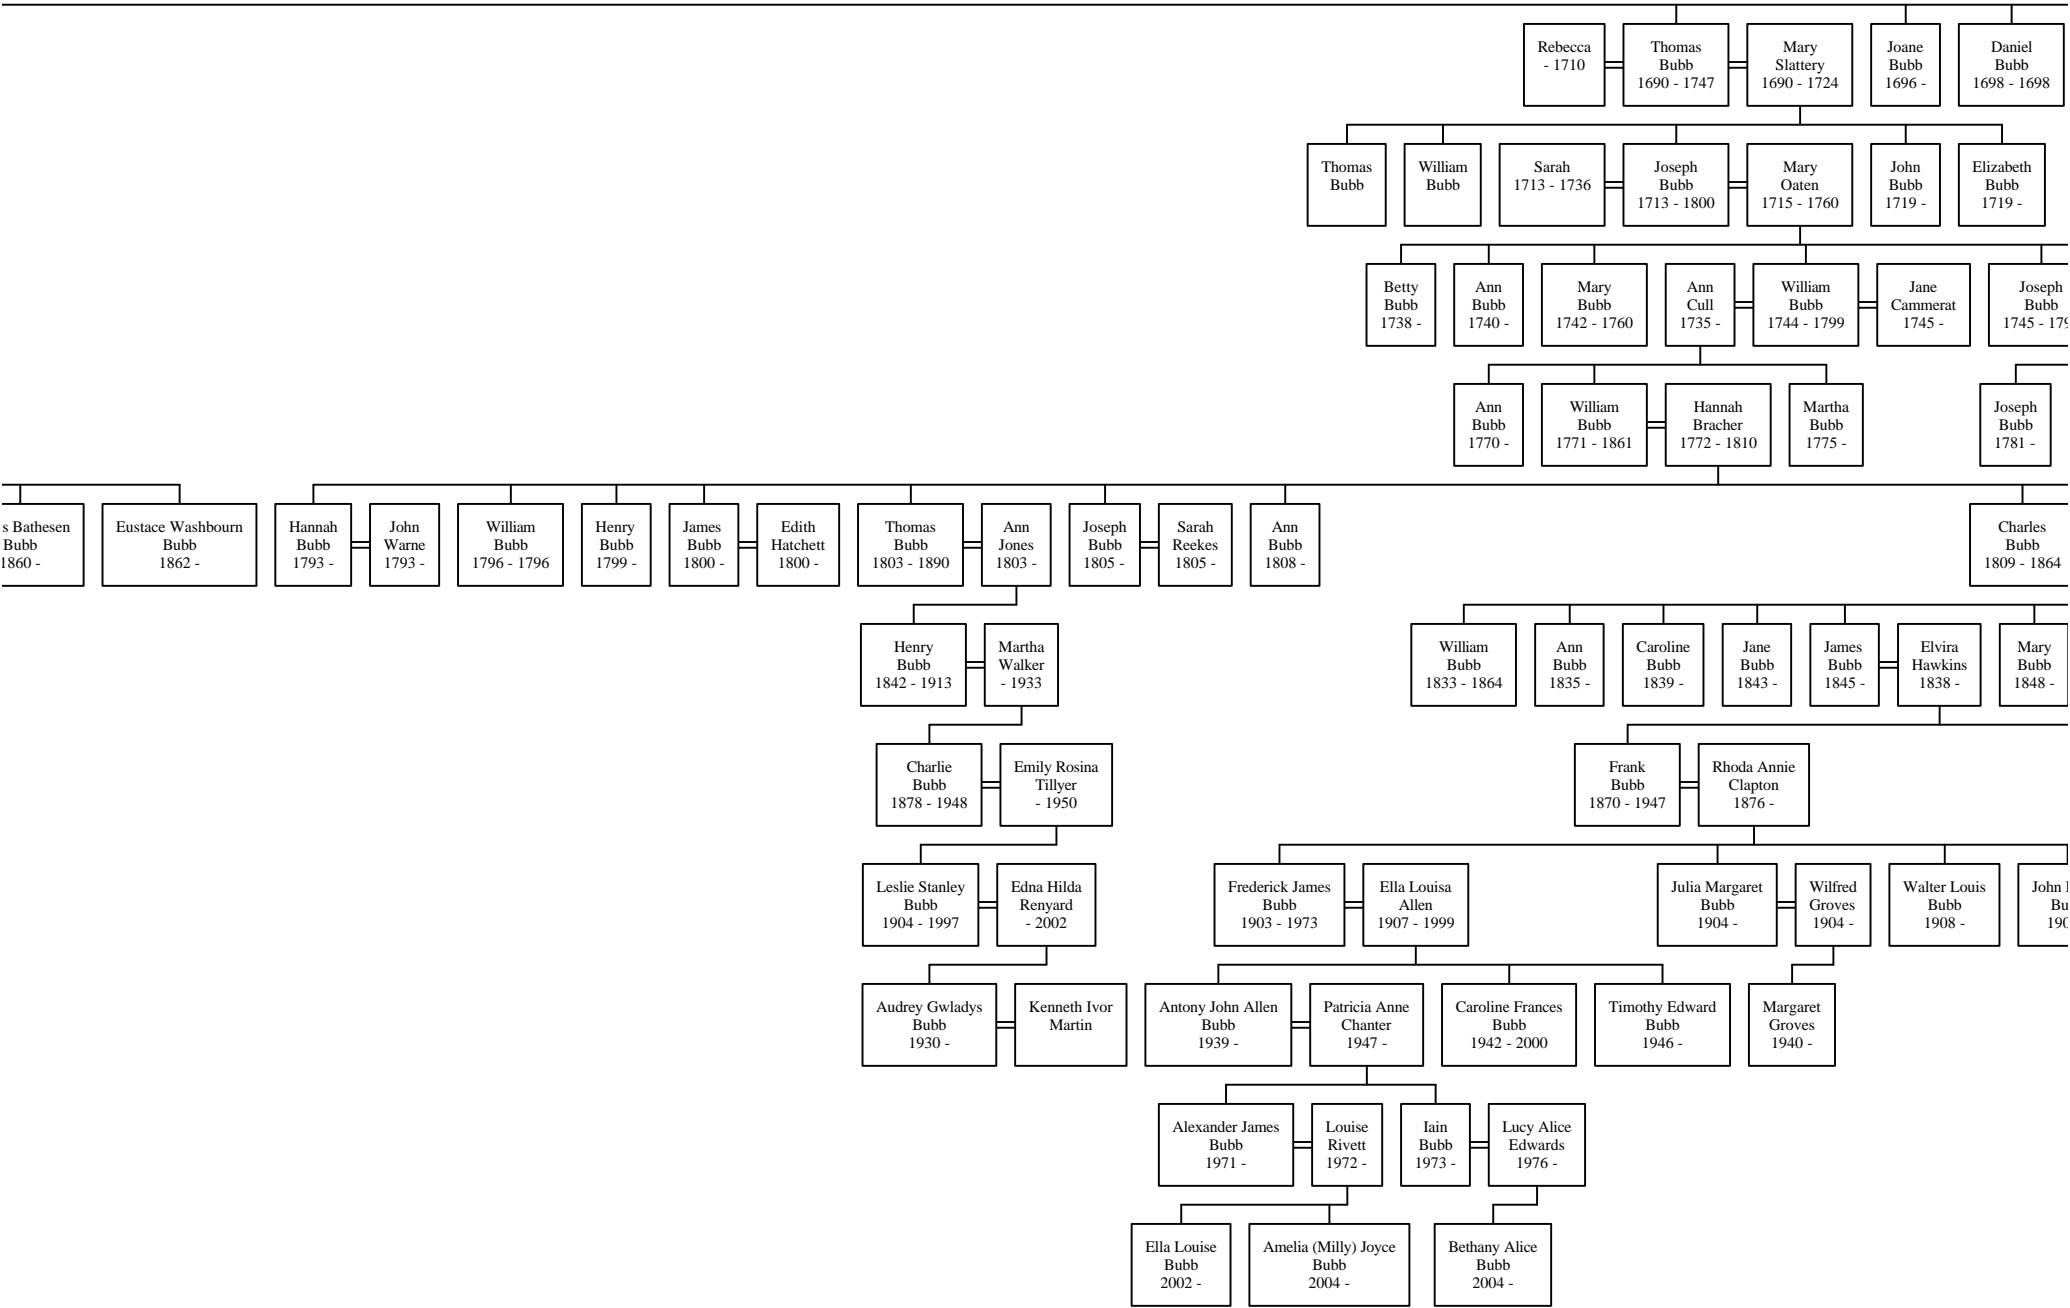 Rebecca
- 1710
Thomas
Bubb
1690 - 1747
Mary
Slattery
1690 - 1724
Joane
Bubb
1696 -
Daniel
Bubb
1698 - 1698
Thomas
Bubb
William
Bubb
Sarah
1713 - 1736
Joseph
Bubb
1713 - 1800
Mary
Oaten
1715 - 1760
John
Bubb
1719 -
Elizabeth
Bubb
1719 -
Betty
Bubb
1738 -
Ann
Bubb
1740 -
Mary
Bubb
1742 - 1760
Ann
Cull
1735 -
William
Bubb
1744 - 1799
Jane
Cammerat
1745 -
Joseph
Bubb
1745 - 179
Ann
Bubb
1770 -
William
Bubb
1771 - 1861
Hannah
Bracher
1772 - 1810
Martha
Bubb
1775 -
Joseph
Bubb
1781 -
s Bathesen
Bubb
1860 -
Eustace Washbourn
Bubb
1862 -
Hannah
Bubb
1793 -
John
Warne
1793 -
William
Bubb
1796 - 1796
Henry
Bubb
1799 -
James
Bubb
1800 -
Edith
Hatchett
1800 -
Thomas
Bubb
1803 - 1890
Ann
Jones
1803 -
Joseph
Bubb
1805 -
Sarah
Reekes
1805 -
Ann
Bubb
1808 -
Charles
Bubb
1809 - 1864
Henry
Bubb
1842 - 1913
Martha
Walker
- 1933
William
Bubb
1833 - 1864
Ann
Bubb
1835 -
Caroline
Bubb
1839 -
Jane
Bubb
1843 -
James
Bubb
1845 -
Elvira
Hawkins
1838 -
Mary
Bubb
1848 -
Charlie
Bubb
1878 - 1948
Emily Rosina
Tillyer
- 1950
Frank
Bubb
1870 - 1947
Rhoda Annie
Clapton
1876 -
Leslie Stanley
Bubb
1904 - 1997
Edna Hilda
Renyard
- 2002
Frederick James
Bubb
1903 - 1973
Ella Louisa
Allen
1907 - 1999
Julia Margaret
Bubb
1904 -
Wilfred
Groves
1904 -
Walter Louis
Bubb
1908 -
John
Bu
190
Audrey Gwladys
Bubb
1930 -
Kenneth Ivor
Martin
Antony John Allen
Bubb
1939 -
Patricia Anne
Chanter
1947 -
Caroline Frances
Bubb
1942 - 2000
Timothy Edward
Bubb
1946 -
Margaret
Groves
1940 -
Alexander James
Bubb
1971 -
Louise
Rivett
1972 -
Iain
Bubb
1973 -
Lucy Alice
Edwards
1976 -
Ella Louise
Bubb
2002 -
Amelia (Milly) Joyce
Bubb
2004 -
Bethany Alice
Bubb
2004 -